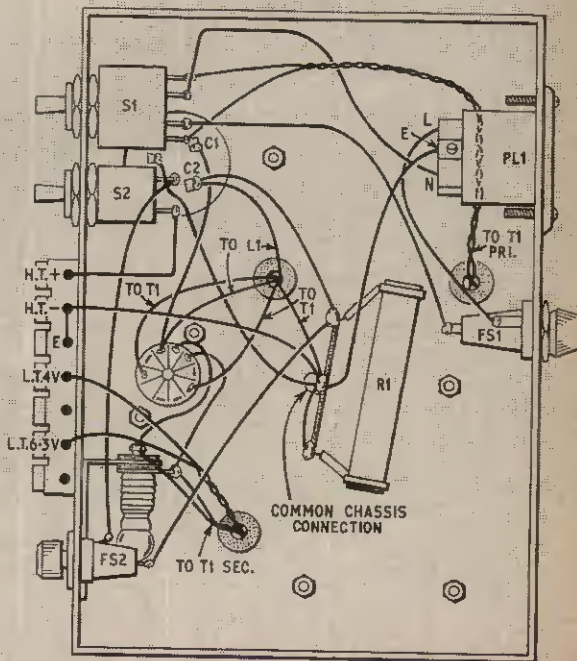 S1
C1
L
E
PL1
C2
S2
N
TO L1
TO T1
PRI.
H.T.+
TO T1
TO
T1
H.T.-
FS1
E
R1
L.T.4V
L.T.6·3V
COMMON CHASSIS
CONNECTION
FS2
TO T1 SEC.